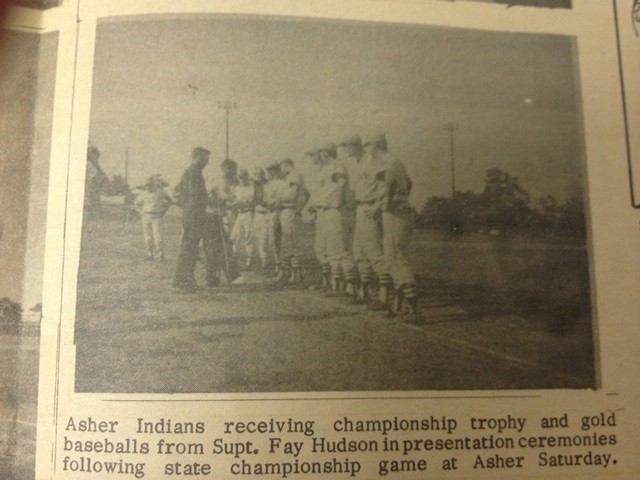 Asher Indians receiving championship trophy and gold
baseballs from Supt. Fay Hudson in presentation ceremonies
following state championship game at Asher Saturday.